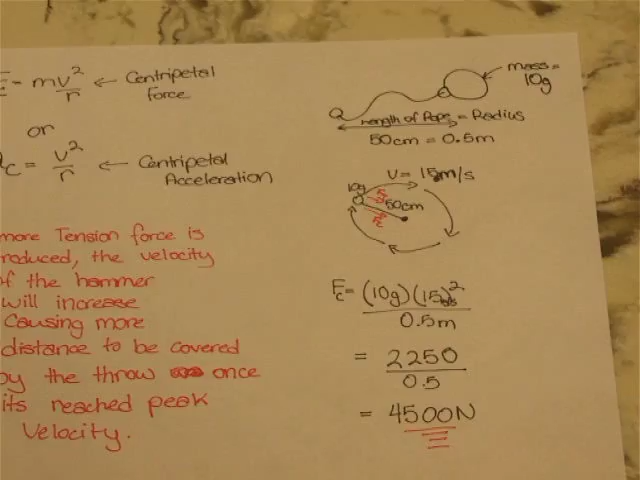 = mv²/r ← Centripetal Force
or
c = v²/r ← Centripetal Acceleration
more Tension force is
roduced, the velocity
f the hammer
will increase
Causing more
distance to be covered
by the throw once
its reached peak
Velocity.
mass =
10g
Length of Rope = Radius
50cm = 0.5m
V = 15m/s
10g
50cm
Fc = (10g)(15)²
0.5m
= 2250
0.5
= 4500N